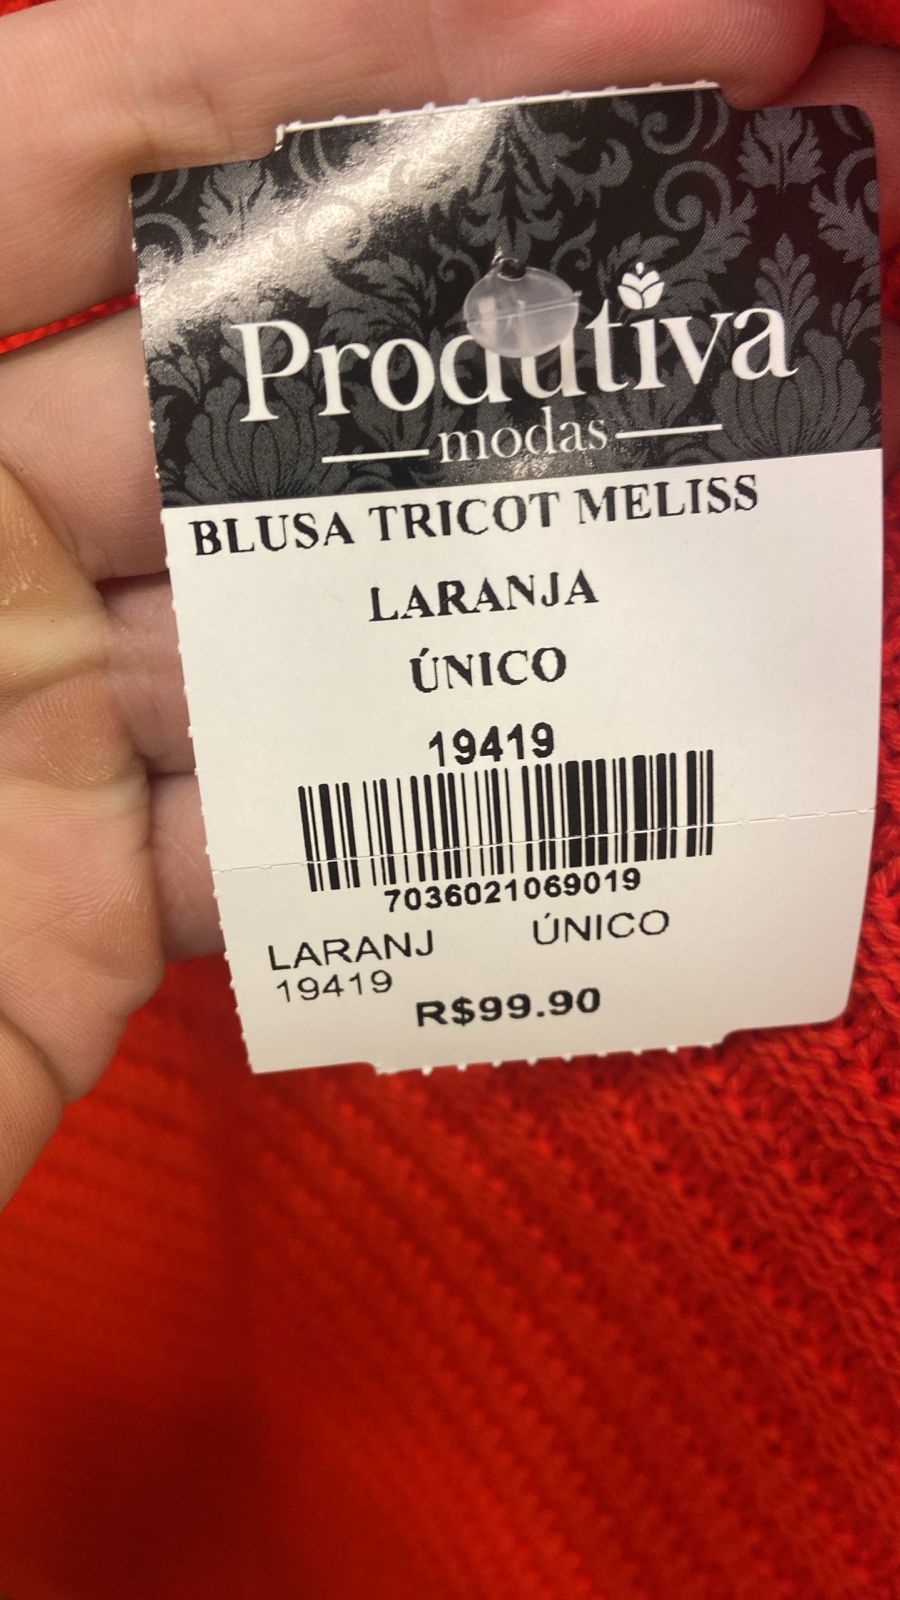 Produtiva
modas
BLUSA TRICOT MELISS
LARANJA
ÚNICO
19419
7036021069019
LARANJ ÚNICO
19419
R$99.90